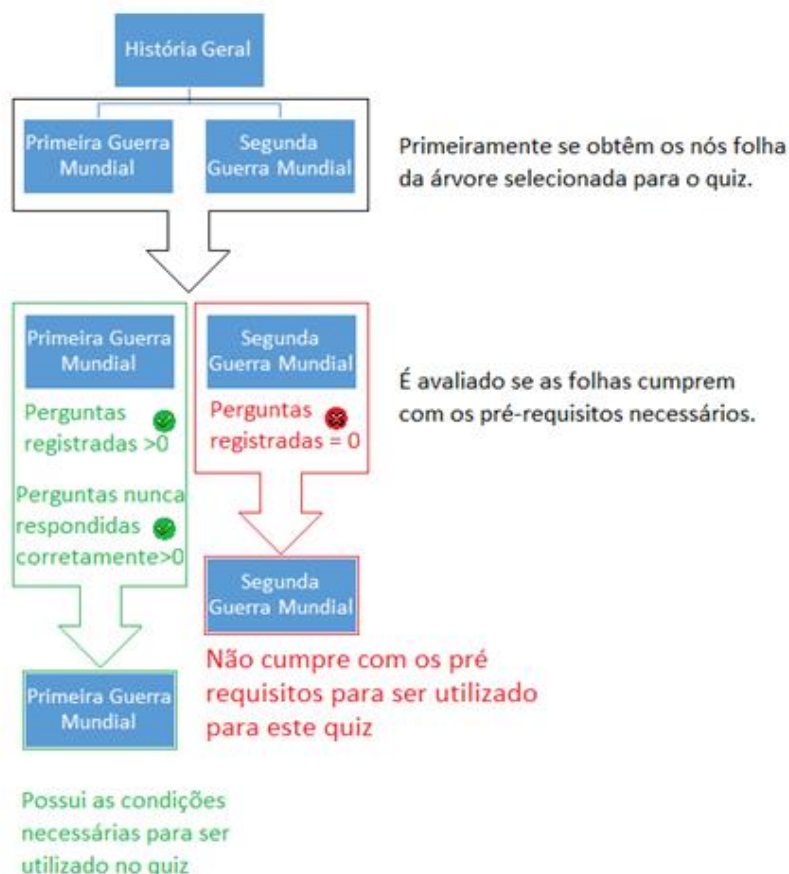 História Geral
Primeira Guerra
Mundial
Segunda
Guerra Mundial
Primeiramente se obtêm os nós folha
da árvore selecionada para o quiz.
Primeira Guerra
Mundial
Perguntas
registradas >0
Perguntas nunca
respondidas
corretamente>0
Segunda
Guerra Mundial
Perguntas
registradas = 0
É avaliado se as folhas cumprem
com os pré-requisitos necessários.
Segunda
Guerra Mundial
Não cumpre com os pré
requisitos para ser utilizado
para este quiz
Primeira Guerra
Mundial
Possui as condições
necessárias para ser
utilizado no quiz